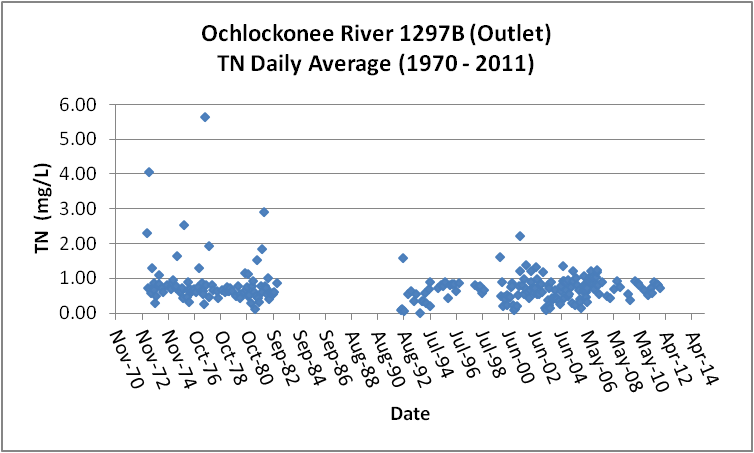 Ochlockonee River 1297B (Outlet)
TN Daily Average (1970 - 2011)
TN (mg/L)
6.00
5.00
4.00
3.00
2.00
1.00
0.00
Nov-70
Nov-72
Nov-74
Oct-76
Oct-78
Oct-80
Sep-82
Sep-84
Sep-86
Aug-88
Aug-90
Aug-92
Jul-94
Jul-96
Jul-98
Jun-00
Jun-02
Jun-04
May-06
May-08
May-10
Apr-12
Apr-14
Date